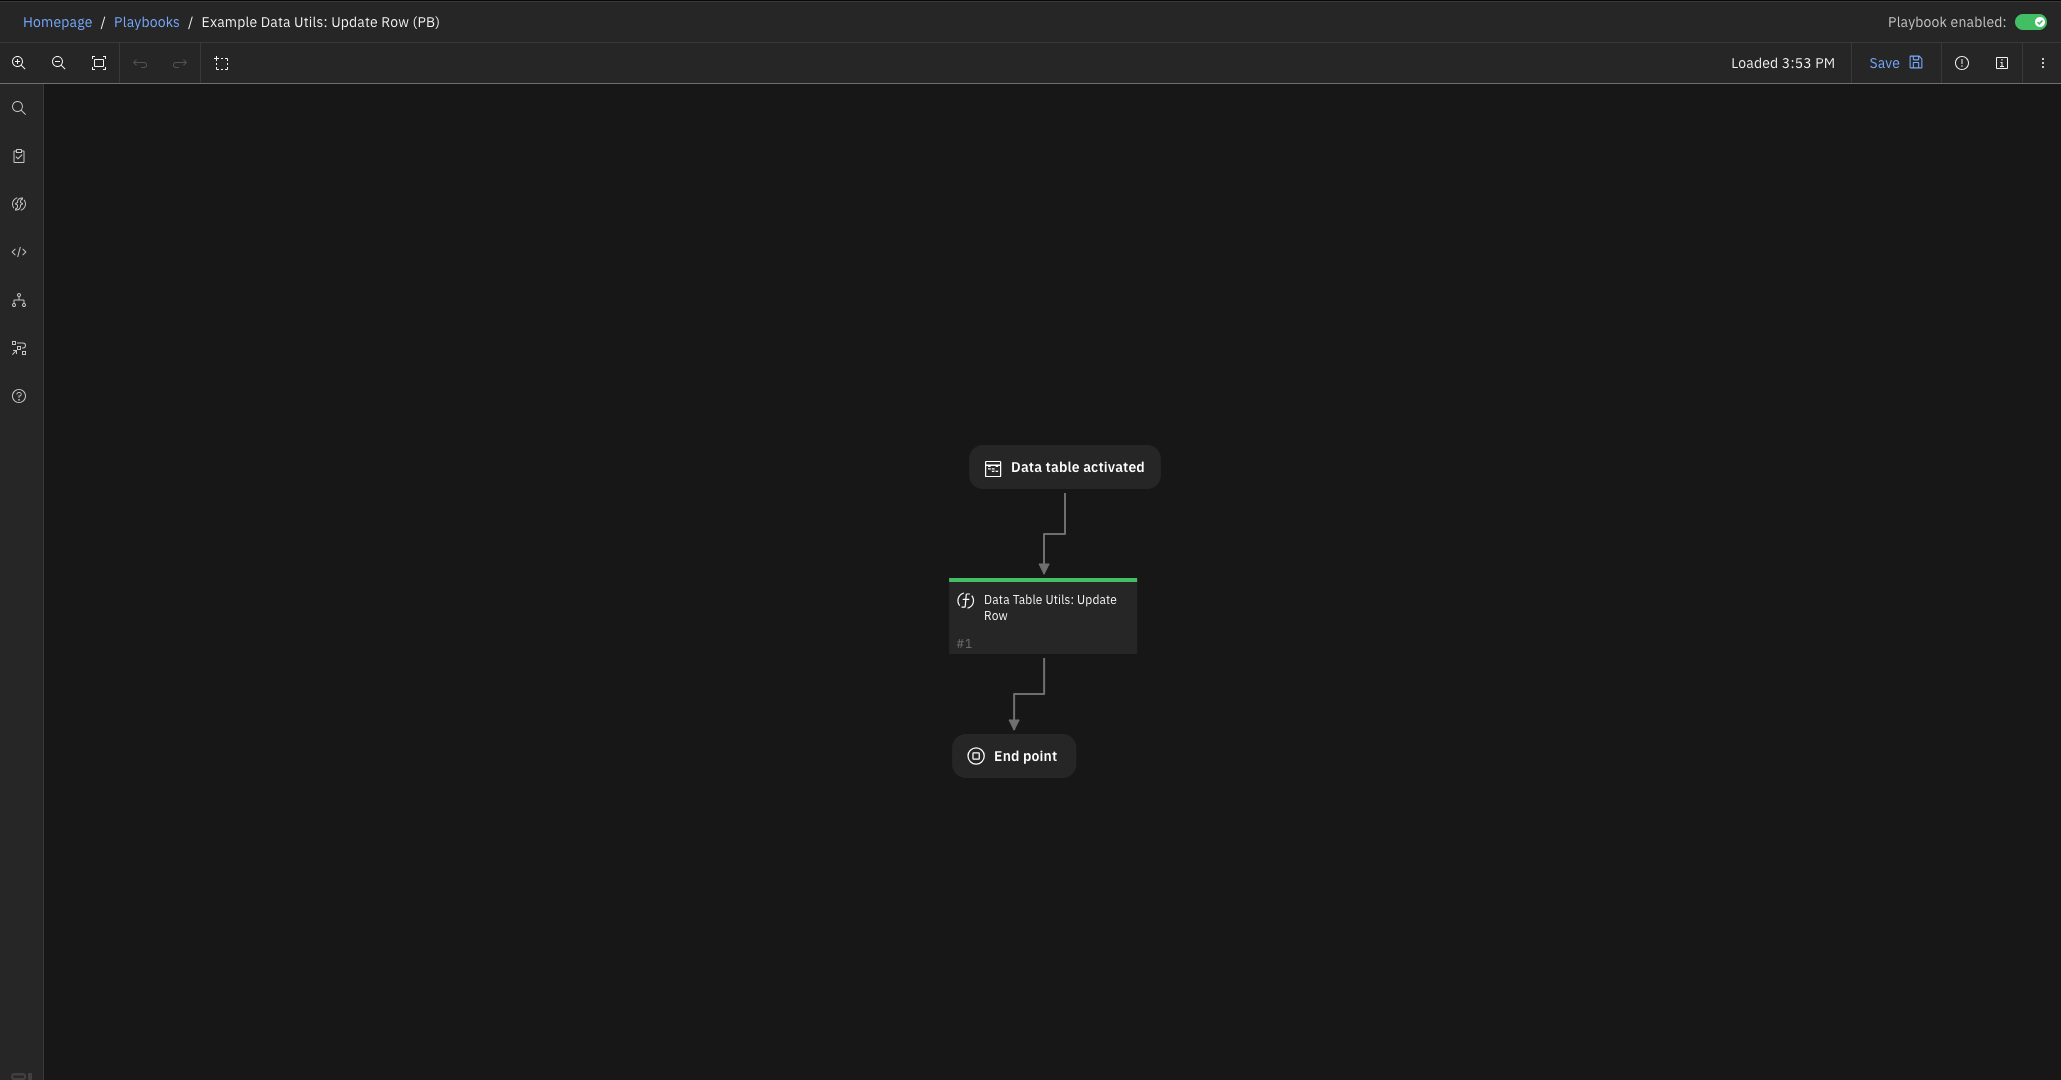 Homepage / Playbooks / Example Data Utils: Update Row (PB)
Playbook enabled:
Loaded 3:53 PM
Save
Data table activated
Data Table Utils: Update
Row
#1
End point